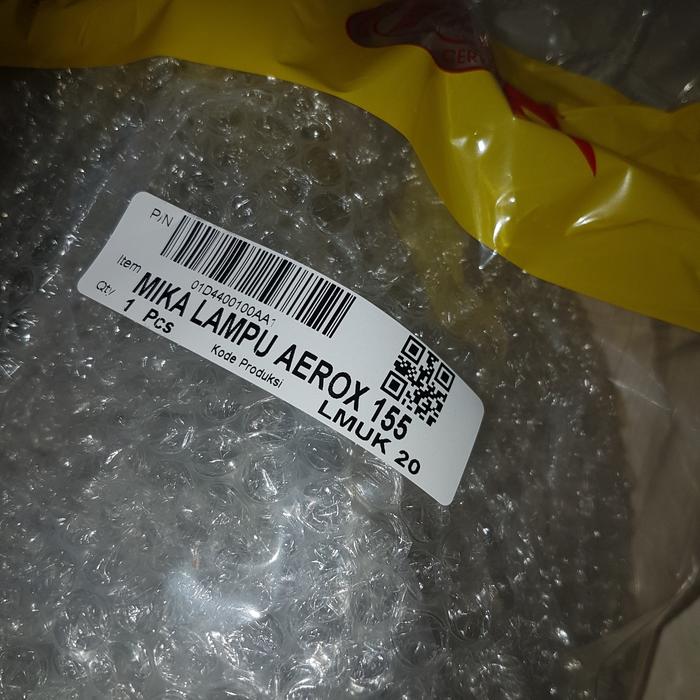 P/N
01D4400100AA1
Item
MIKA LAMPU AEROX 155
Qty
1 Pcs
Kode Produksi
LMUK 20